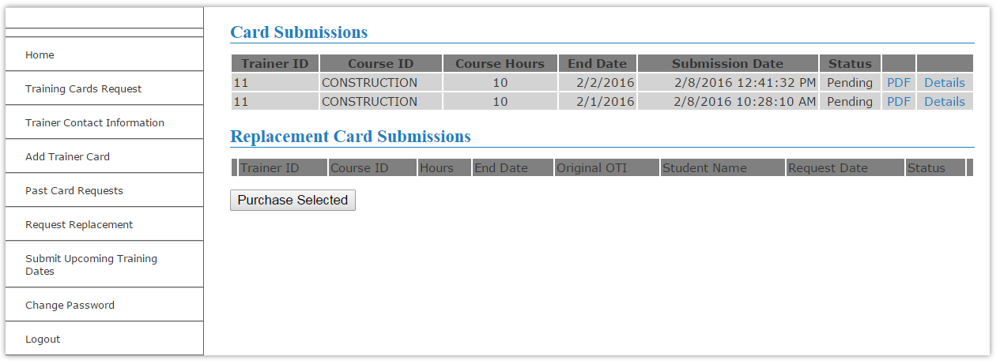 Home
Training Cards Request
Trainer Contact Information
Add Trainer Card
Past Card Requests
Request Replacement
Submit Upcoming Training
Dates
Change Password
Logout
Card Submissions
Trainer ID Course ID Course Hours End Date Submission Date Status
11 CONSTRUCTION 10 2/2/2016 2/8/2016 12:41:32 PM Pending PDF Details
11 CONSTRUCTION 10 2/1/2016 2/8/2016 10:28:10 AM Pending PDF Details
Replacement Card Submissions
Trainer ID Course ID Hours End Date Original OTI Student Name Request Date Status
Purchase Selected